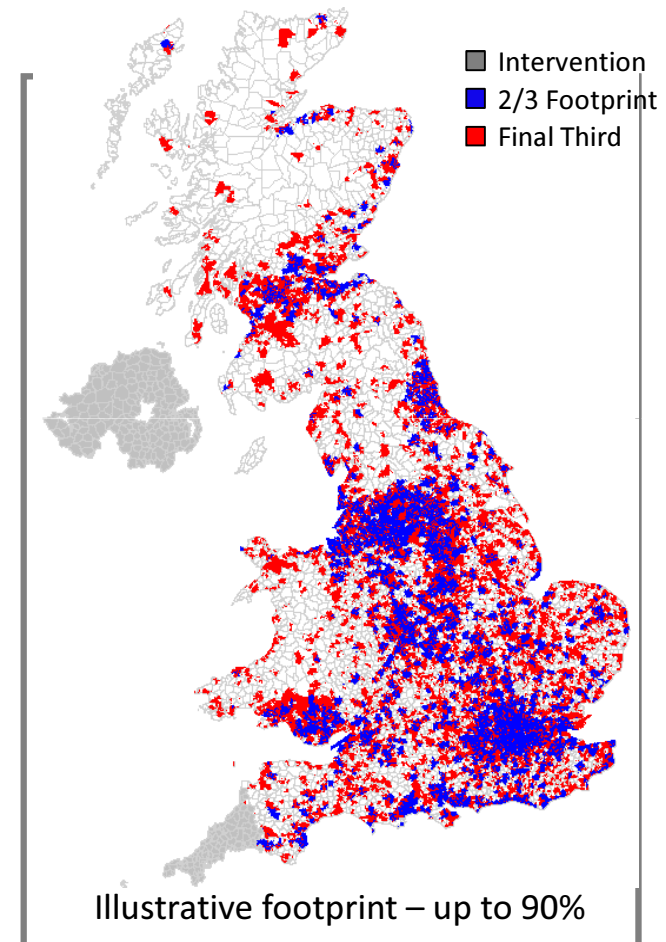 Intervention
2/3 Footprint
Final Third
Illustrative footprint – up to 90%